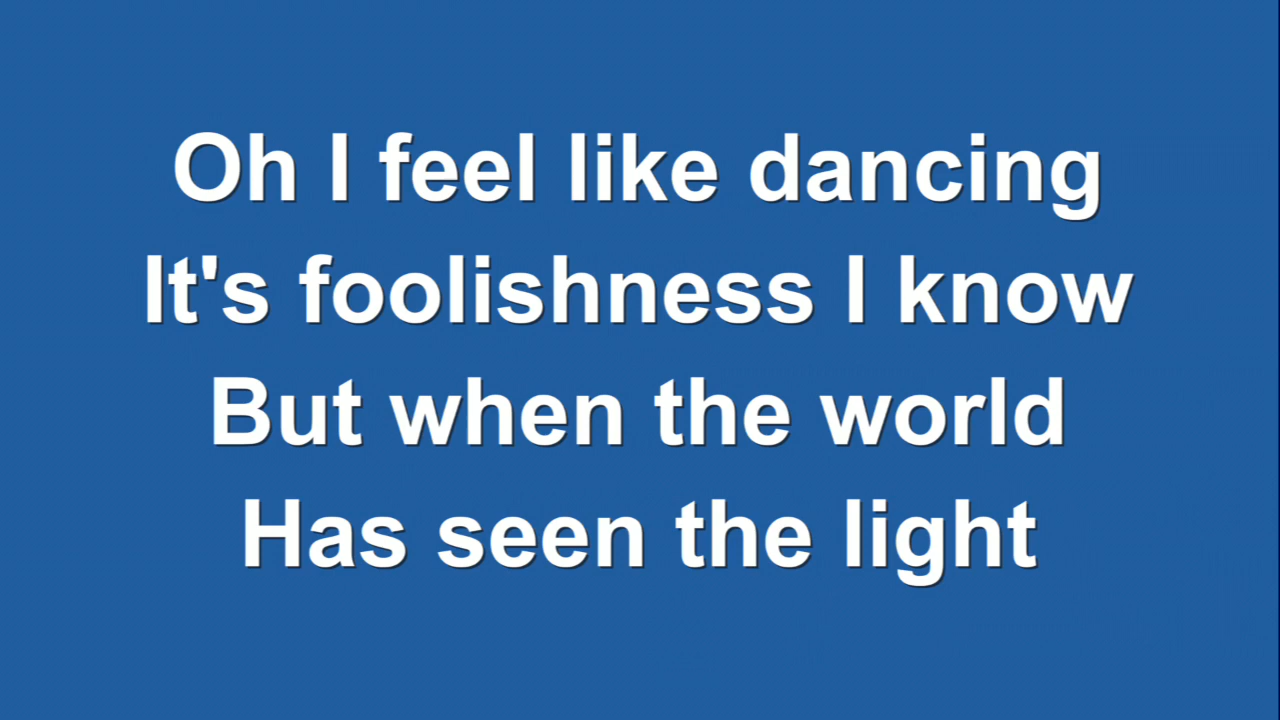 Oh I feel like dancing
It's foolishness I know
But when the world
Has seen the light